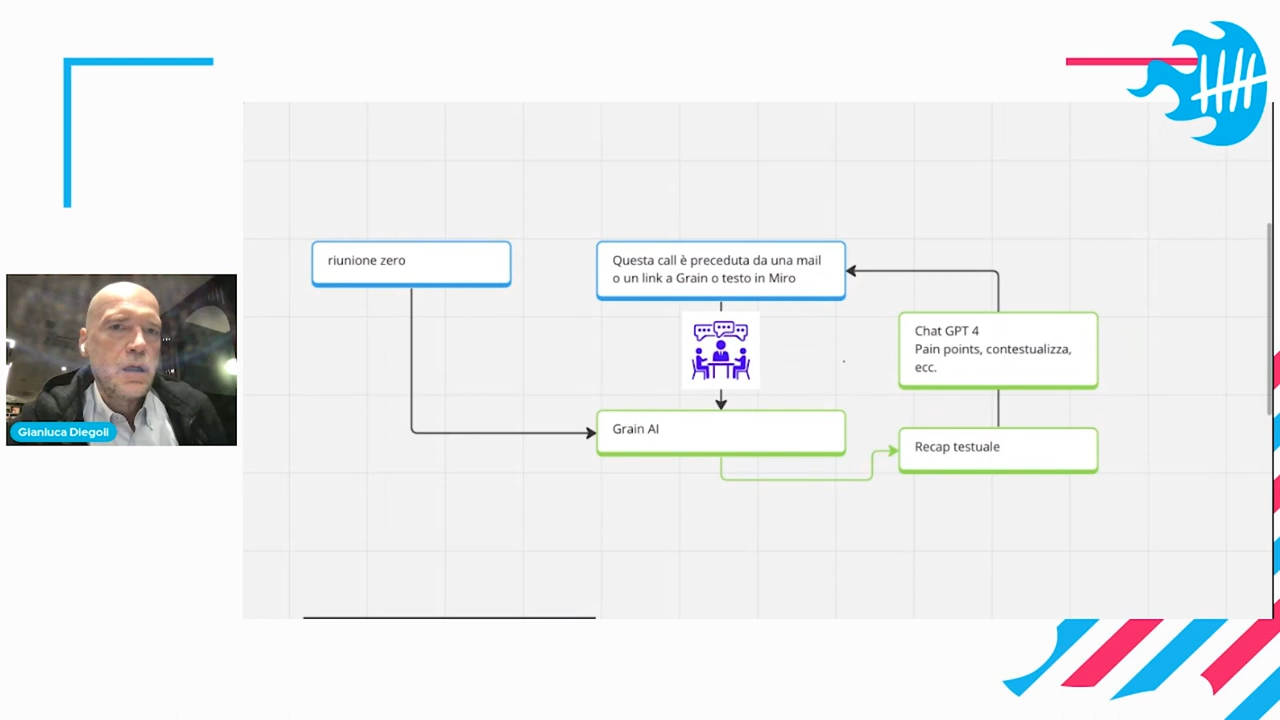 riunione zero
Questa call è preceduta da una mail
o un link a Grain o testo in Miro
Chat GPT 4
Pain points, contestualizza,
ecc.
Grain AI
Recap testuale
Gianluca Diegoli